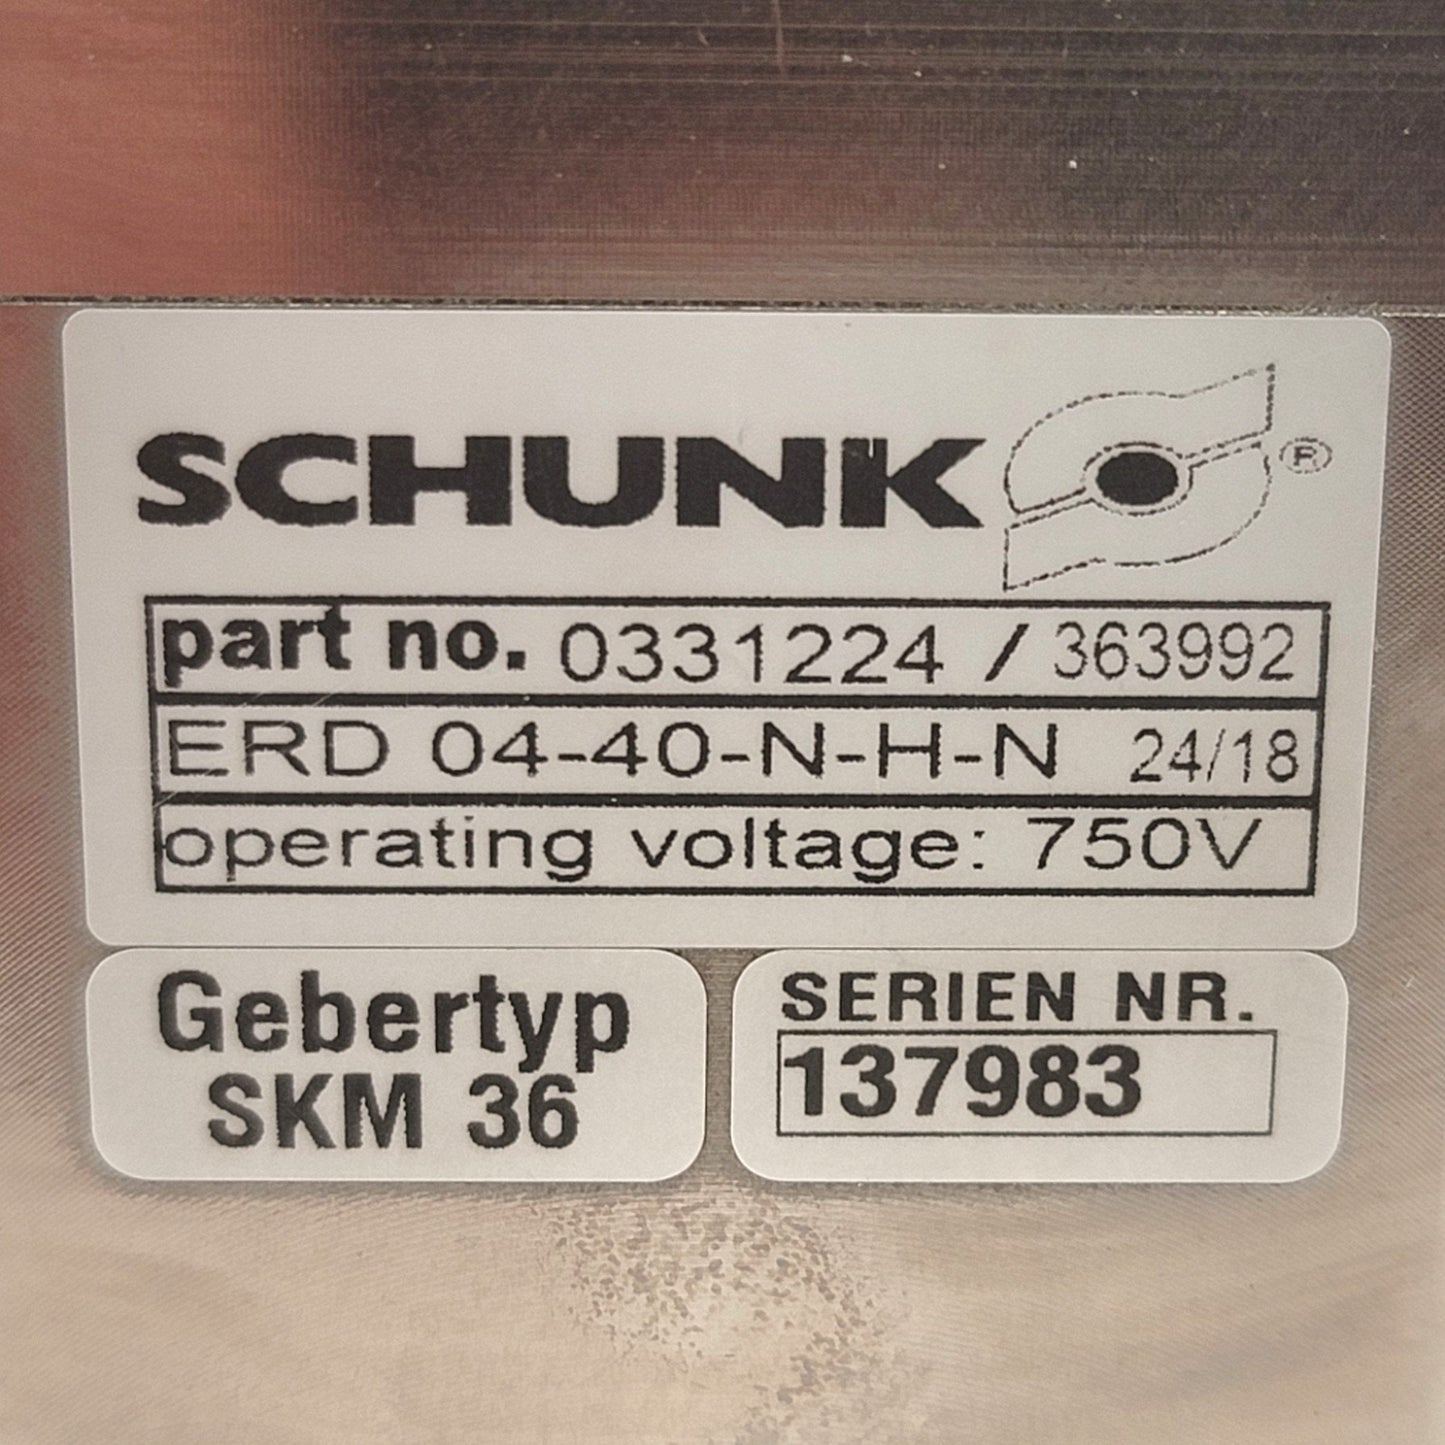 SCHUNK ®
part no. 0331224 / 363992
ERD 04-40-N-H-N 24/18
operating voltage: 750V
Gebertyp
SKM 36
SERIEN NR.
137983